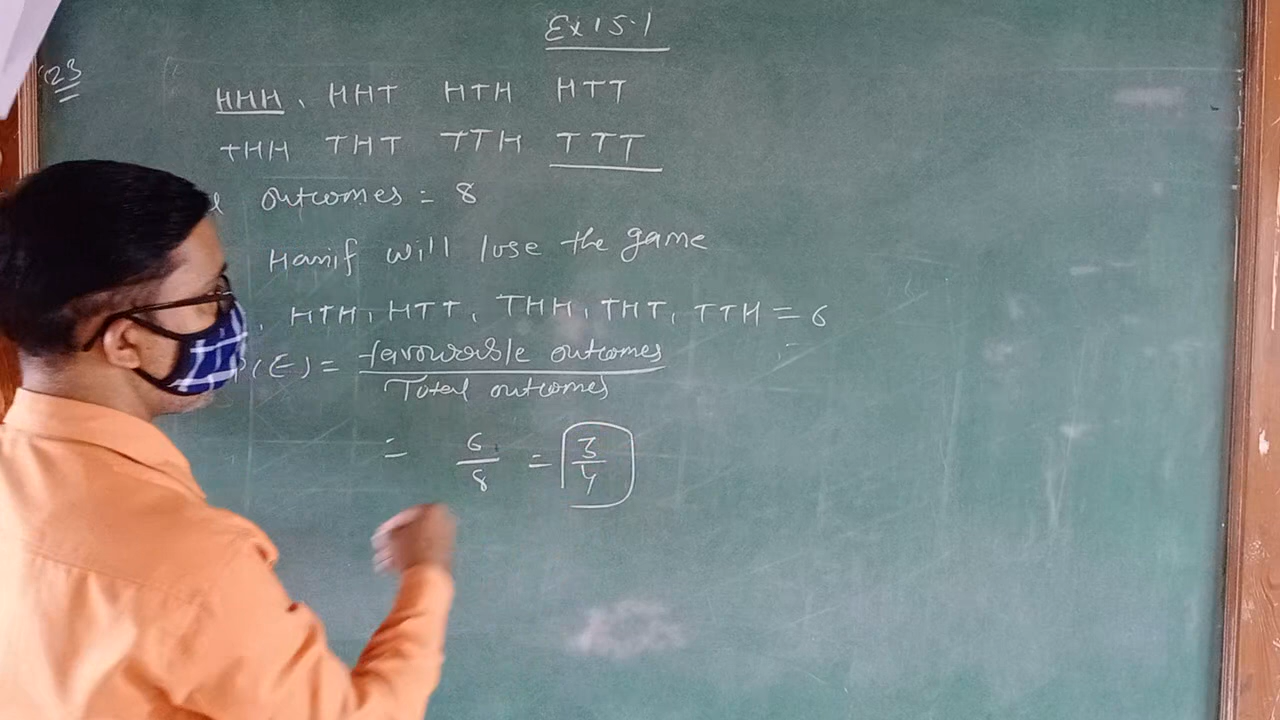 Ex 15.1
Q23
HHH, HHT HTH HTT
THH THT TTH TTT
outcomes = 8
Hanif will lose the game
, HTH, HTT, THH, THT, TTH = 6
P(E) = favourable outcomes
Total outcomes
= 6/8 = 3/4